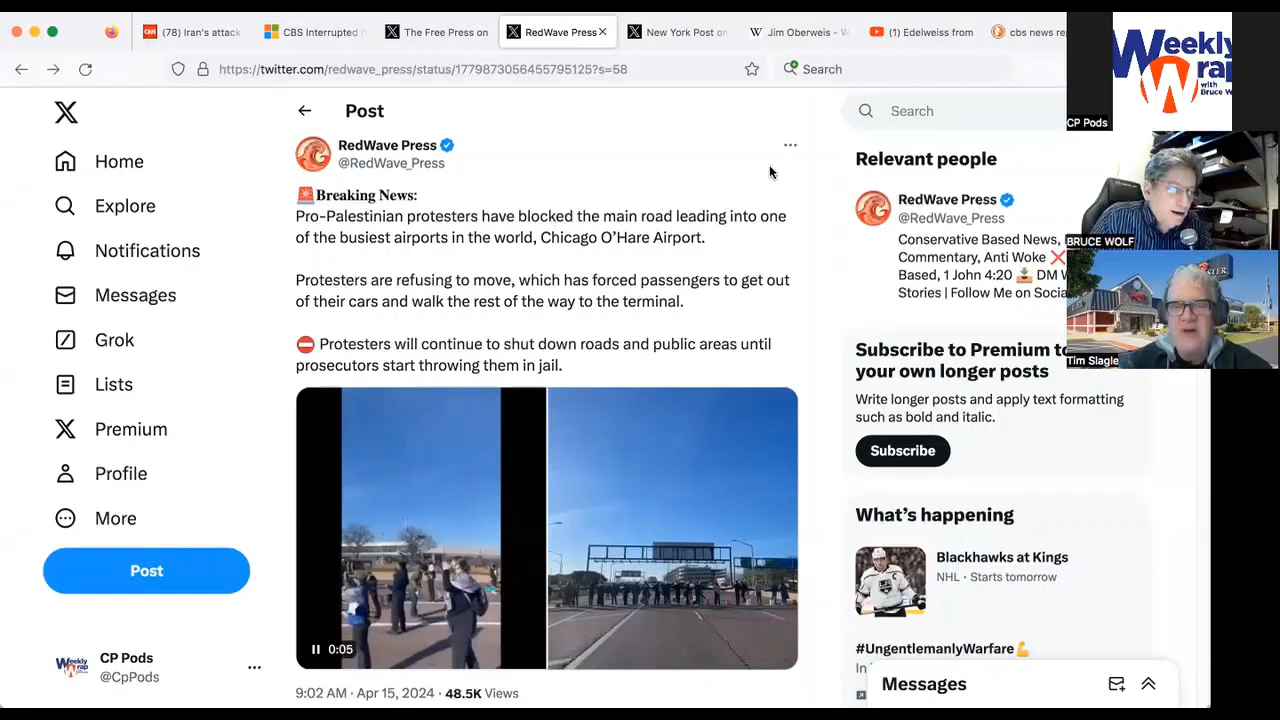 (78) Iran's attack
CBS Interrupted
The Free Press on
RedWave Press
New York Post on
Jim Oberweis - W
(1) Edelweiss from
cbs news re
https://twitter.com/redwave_press/status/1779873056455795125?s=58
Search
Weekly
Wrap
with Bruce W
CP Pods
BRUCE WOLF
Tim Slagle
X
Home
Explore
Notifications
Messages
Grok
Lists
Premium
Profile
More
Post
CP Pods
@CpPods
Post
RedWave Press
@RedWave_Press
🚨Breaking News:
Pro-Palestinian protesters have blocked the main road leading into one
of the busiest airports in the world, Chicago O’Hare Airport.
Protesters are refusing to move, which has forced passengers to get out
of their cars and walk the rest of the way to the terminal.
⛔ Protesters will continue to shut down roads and public areas until
prosecutors start throwing them in jail.
0:05
9:02 AM · Apr 15, 2024 · 48.5K Views
Search
Relevant people
RedWave Press
@RedWave_Press
Conservative Based News,
Commentary, Anti Woke ❌
Based, 1 John 4:20 📥 DM
Stories | Follow Me on Socia
Subscribe to Premium to
your own longer posts
Write longer posts and apply text formatting
such as bold and italic.
Subscribe
What’s happening
Blackhawks at Kings
NHL · Starts tomorrow
#UngentlemanlyWarfare💪
Messages